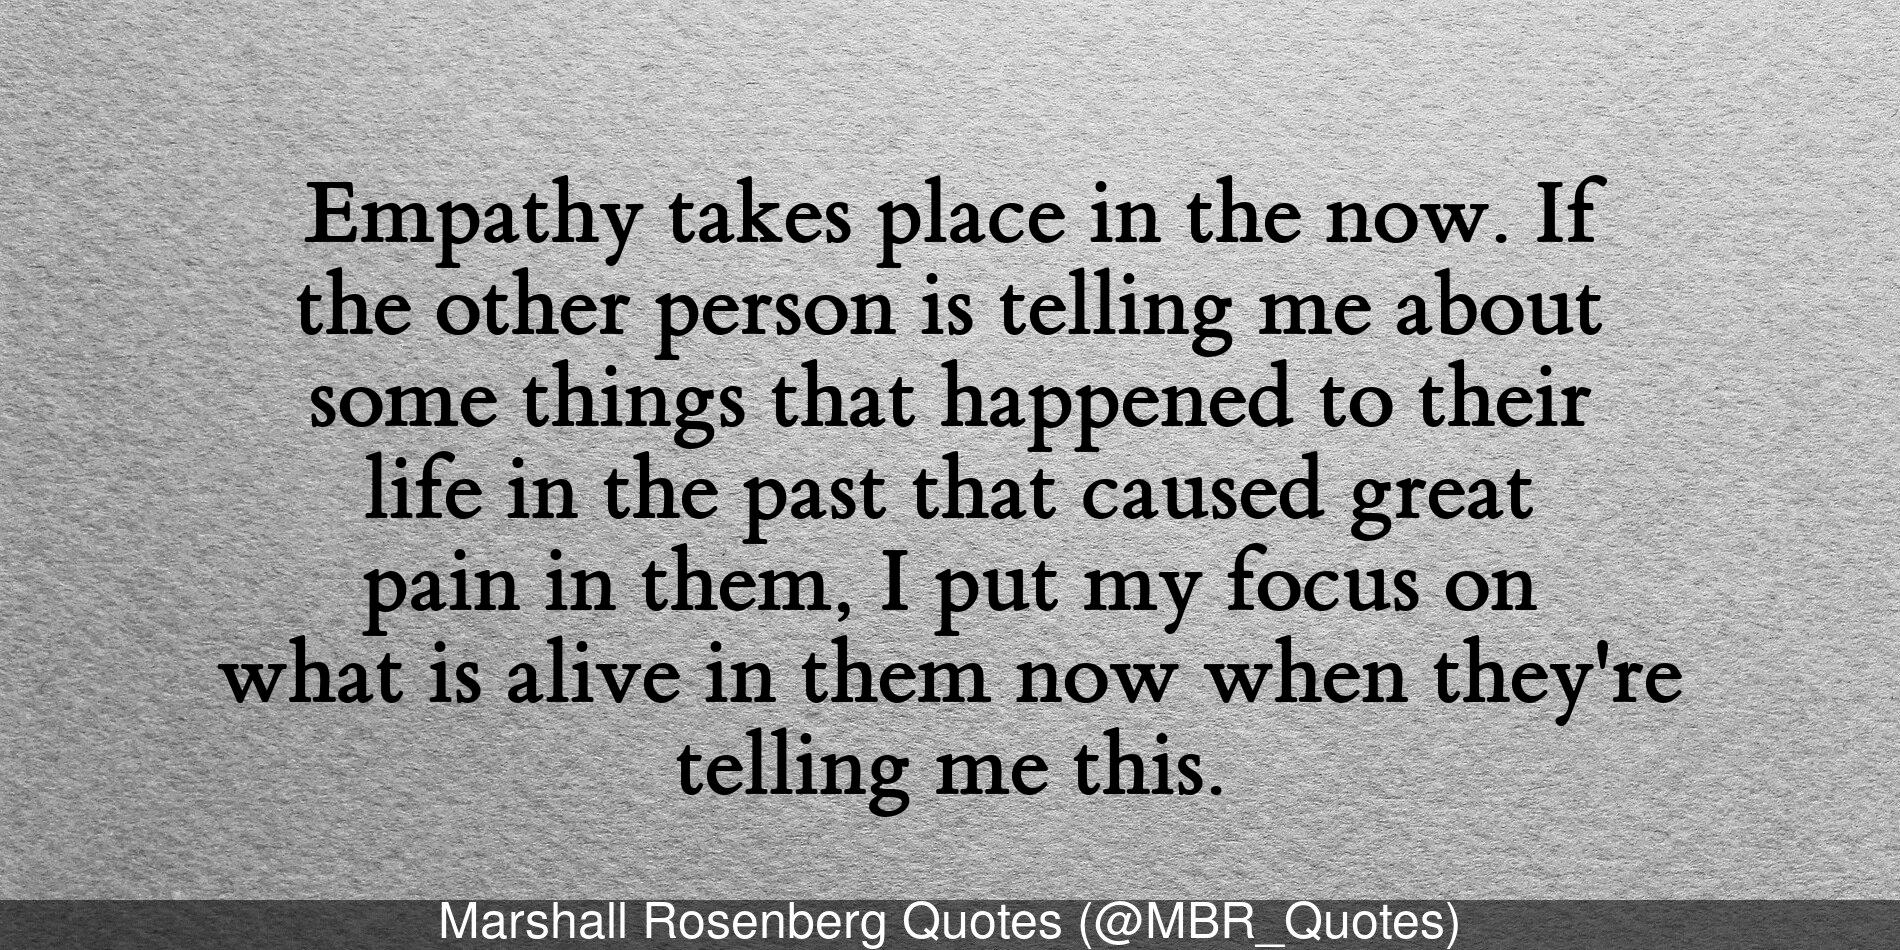 Empathy takes place in the now. If
the other person is telling me about
some things that happened to their
life in the past that caused great
pain in them, I put my focus on
what is alive in them now when they're
telling me this.
Marshall Rosenberg Quotes (@MBR_Quotes)